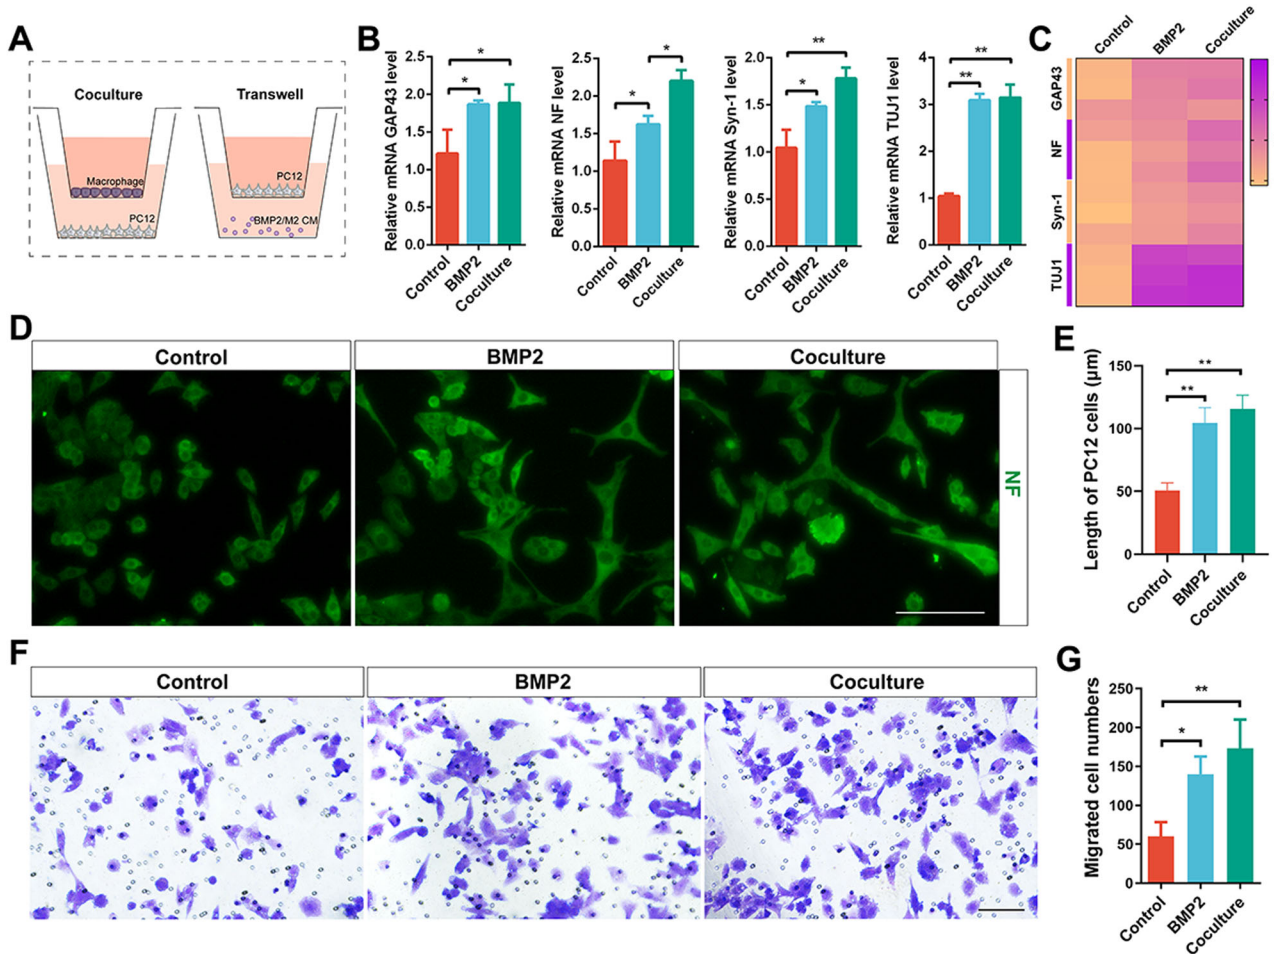 A
Coculture
Transwell
Macrophage
PC12
PC12
BMP2/M2 CM
B
Relative mRNA GAP43 level
2.5
2.0
1.5
1.0
0.5
0.0
*
*
Control
BMP2
Coculture
Relative mRNA NF level
2.5
2.0
1.5
1.0
0.5
0.0
*
*
Control
BMP2
Coculture
Relative mRNA Syn-1 level
2.0
1.5
1.0
0.5
0.0
**
*
Control
BMP2
Coculture
Relative mRNA TUJ1 level
4
3
2
1
0
**
**
Control
BMP2
Coculture
C
Control
BMP2
Coculture
GAP43
NF
Syn-1
TUJ1
3
2
1
D
Control
BMP2
Coculture
NF
E
Length of PC12 cells (μm)
150
100
50
0
**
**
Control
BMP2
Coculture
F
Control
BMP2
Coculture
G
Migrated cell numbers
250
200
150
100
50
0
**
*
Control
BMP2
Coculture